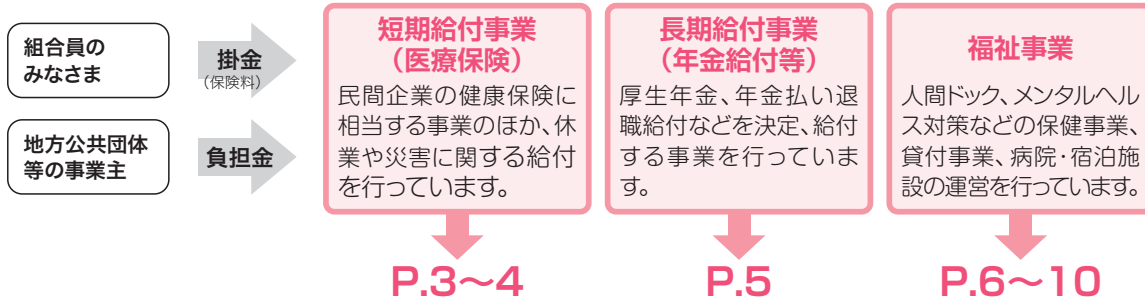 組合員の
みなさま
掛金
(保険料)
地方公共団体
等の事業主
負担金
短期給付事業
(医療保険)
民間企業の健康保険に
相当する事業のほか、休
業や災害に関する給付
を行っています。
P.3〜4
長期給付事業
(年金給付等)
厚生年金、年金払い退
職給付などを決定、給付
する事業を行っていま
す。
P.5
福祉事業
人間ドック、メンタルヘル
ス対策などの保健事業、
貸付事業、病院・宿泊施
設の運営を行っています。
P.6〜10